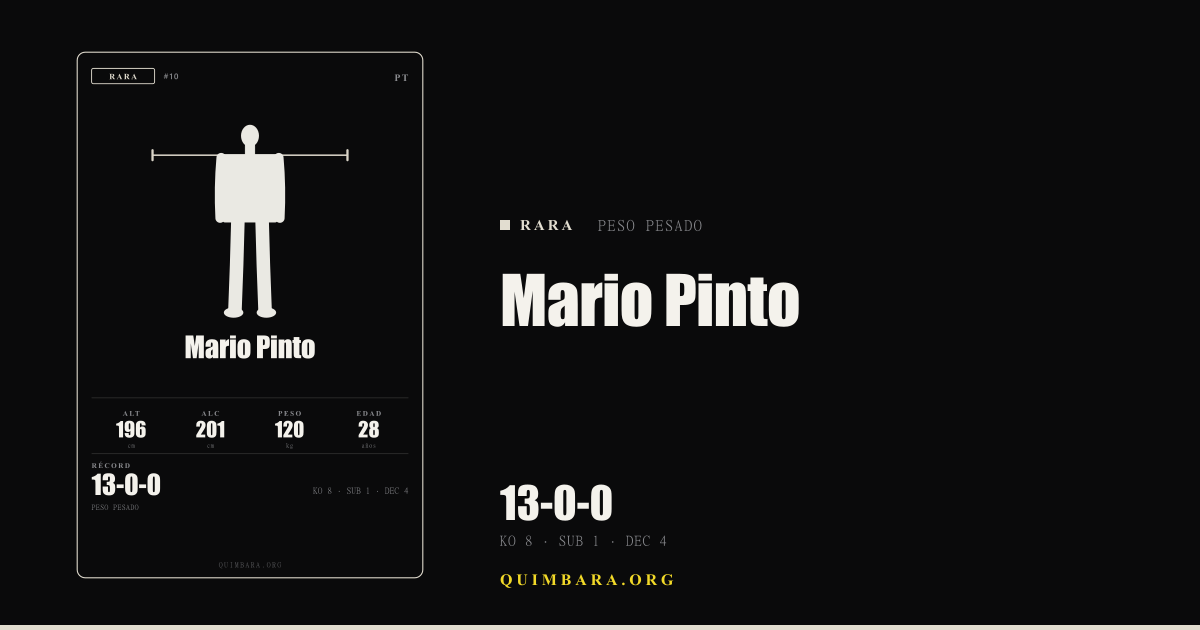 RARA #10 PT
Mario Pinto
ALT ALC PESO EDAD
196 201 120 28
cm cm kg años
RÉCORD
13-0-0
KO 8 · SUB 1 · DEC 4
PESO PESADO
QUIMBARA.ORG
RARA PESO PESADO
Mario Pinto
13-0-0
KO 8 · SUB 1 · DEC 4
QUIMBARA.ORG